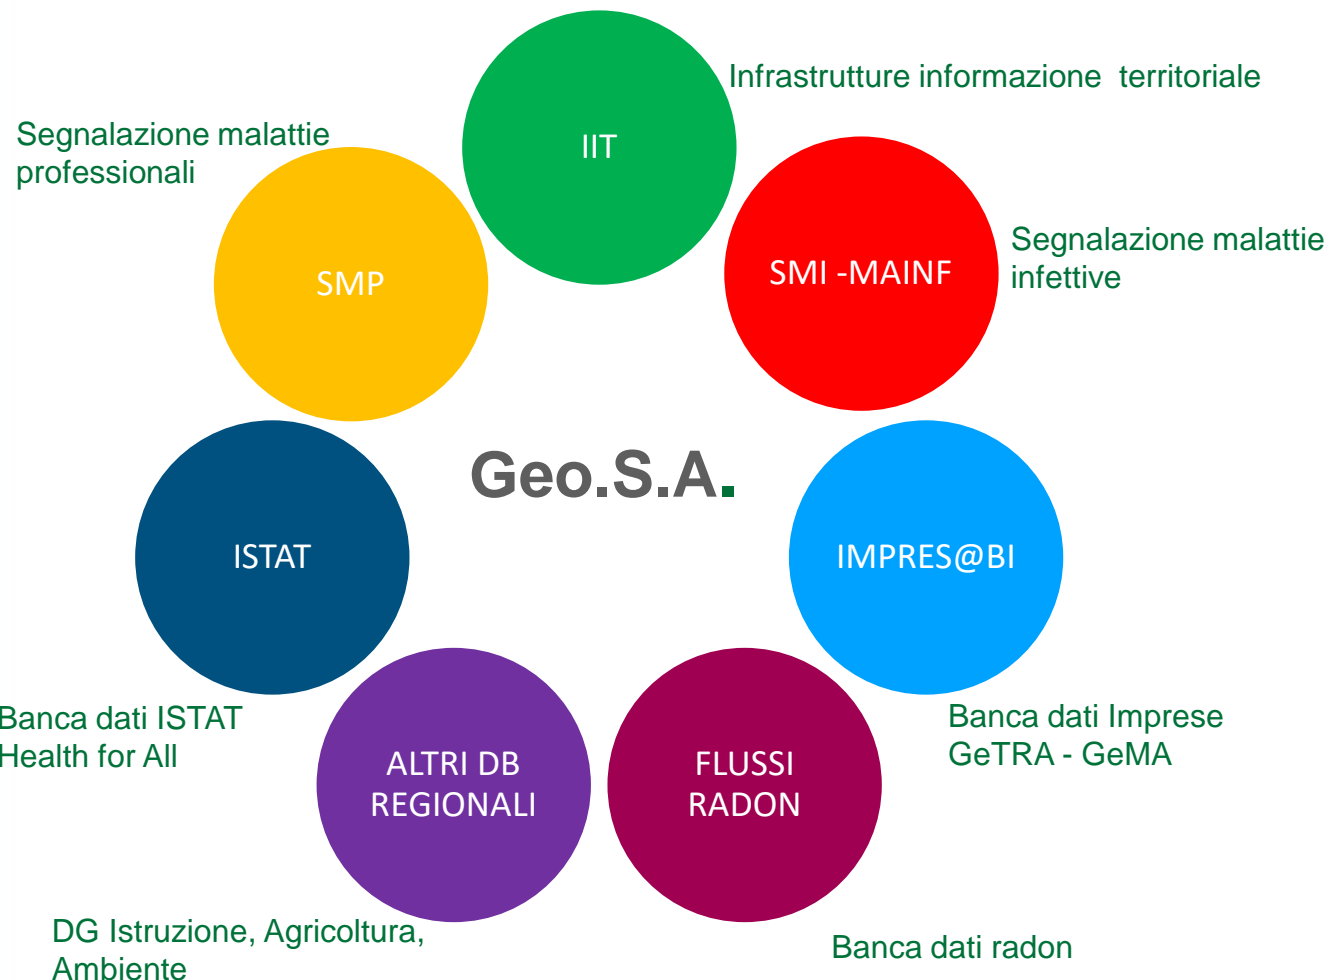 Infrastrutture informazione territoriale
IIT
Segnalazione malattie
professionali
SMP
SMI -MAINF
Segnalazione malattie
infettive
Geo.S.A.
ISTAT
IMPRES@BI
Banca dati ISTAT
Health for All
Banca dati Imprese
GeTRA - GeMA
ALTRI DB
REGIONALI
FLUSSI
RADON
DG Istruzione, Agricoltura,
Ambiente
Banca dati radon